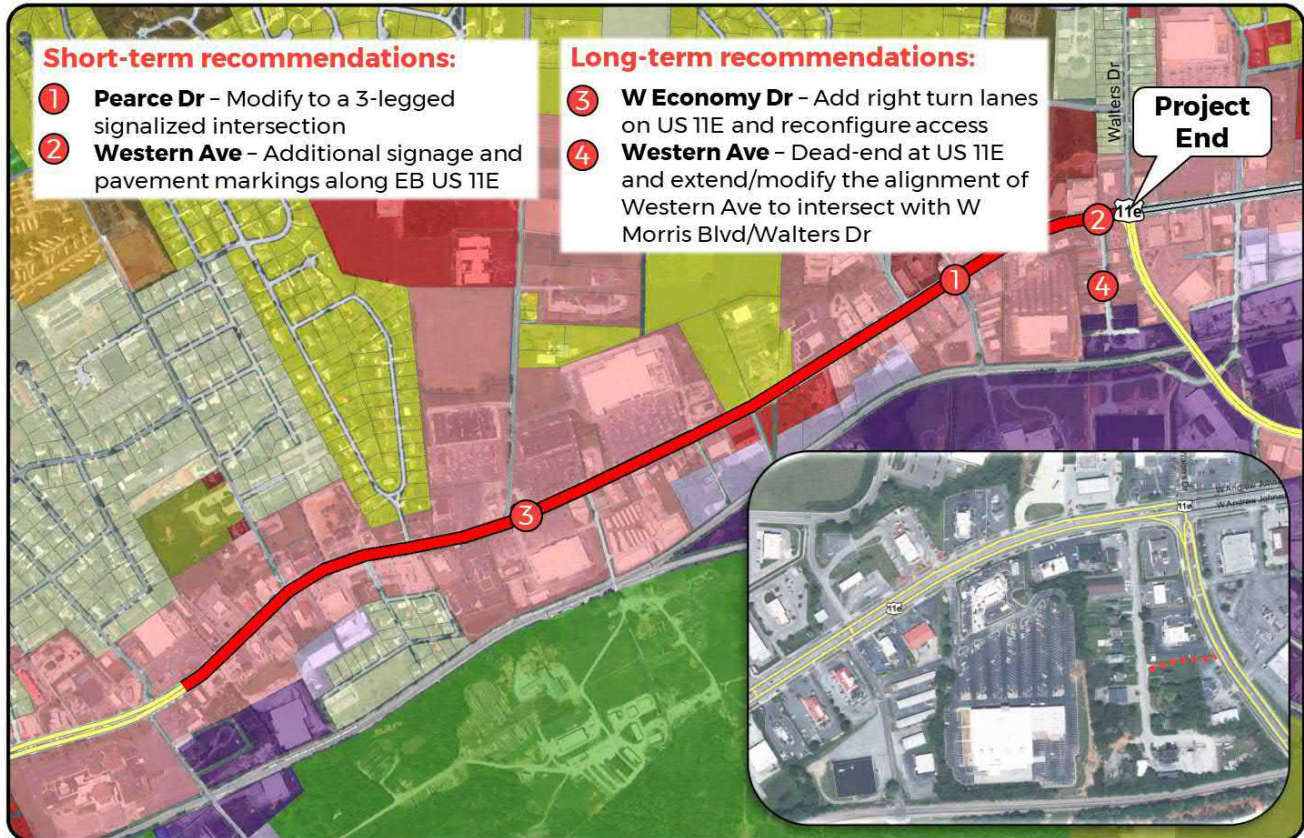 Short-term recommendations:
1 Pearce Dr – Modify to a 3-legged
signalized intersection
2 Western Ave – Additional signage and
pavement markings along EB US 11E
Long-term recommendations:
3 W Economy Dr – Add right turn lanes
on US 11E and reconfigure access
4 Western Ave – Dead-end at US 11E
and extend/modify the alignment of
Western Ave to intersect with W
Morris Blvd/Walters Dr
Walters Dr
Project
End
2
11e
1
4
3
W Andrew Johns
11e
W Andrew Johns
11e